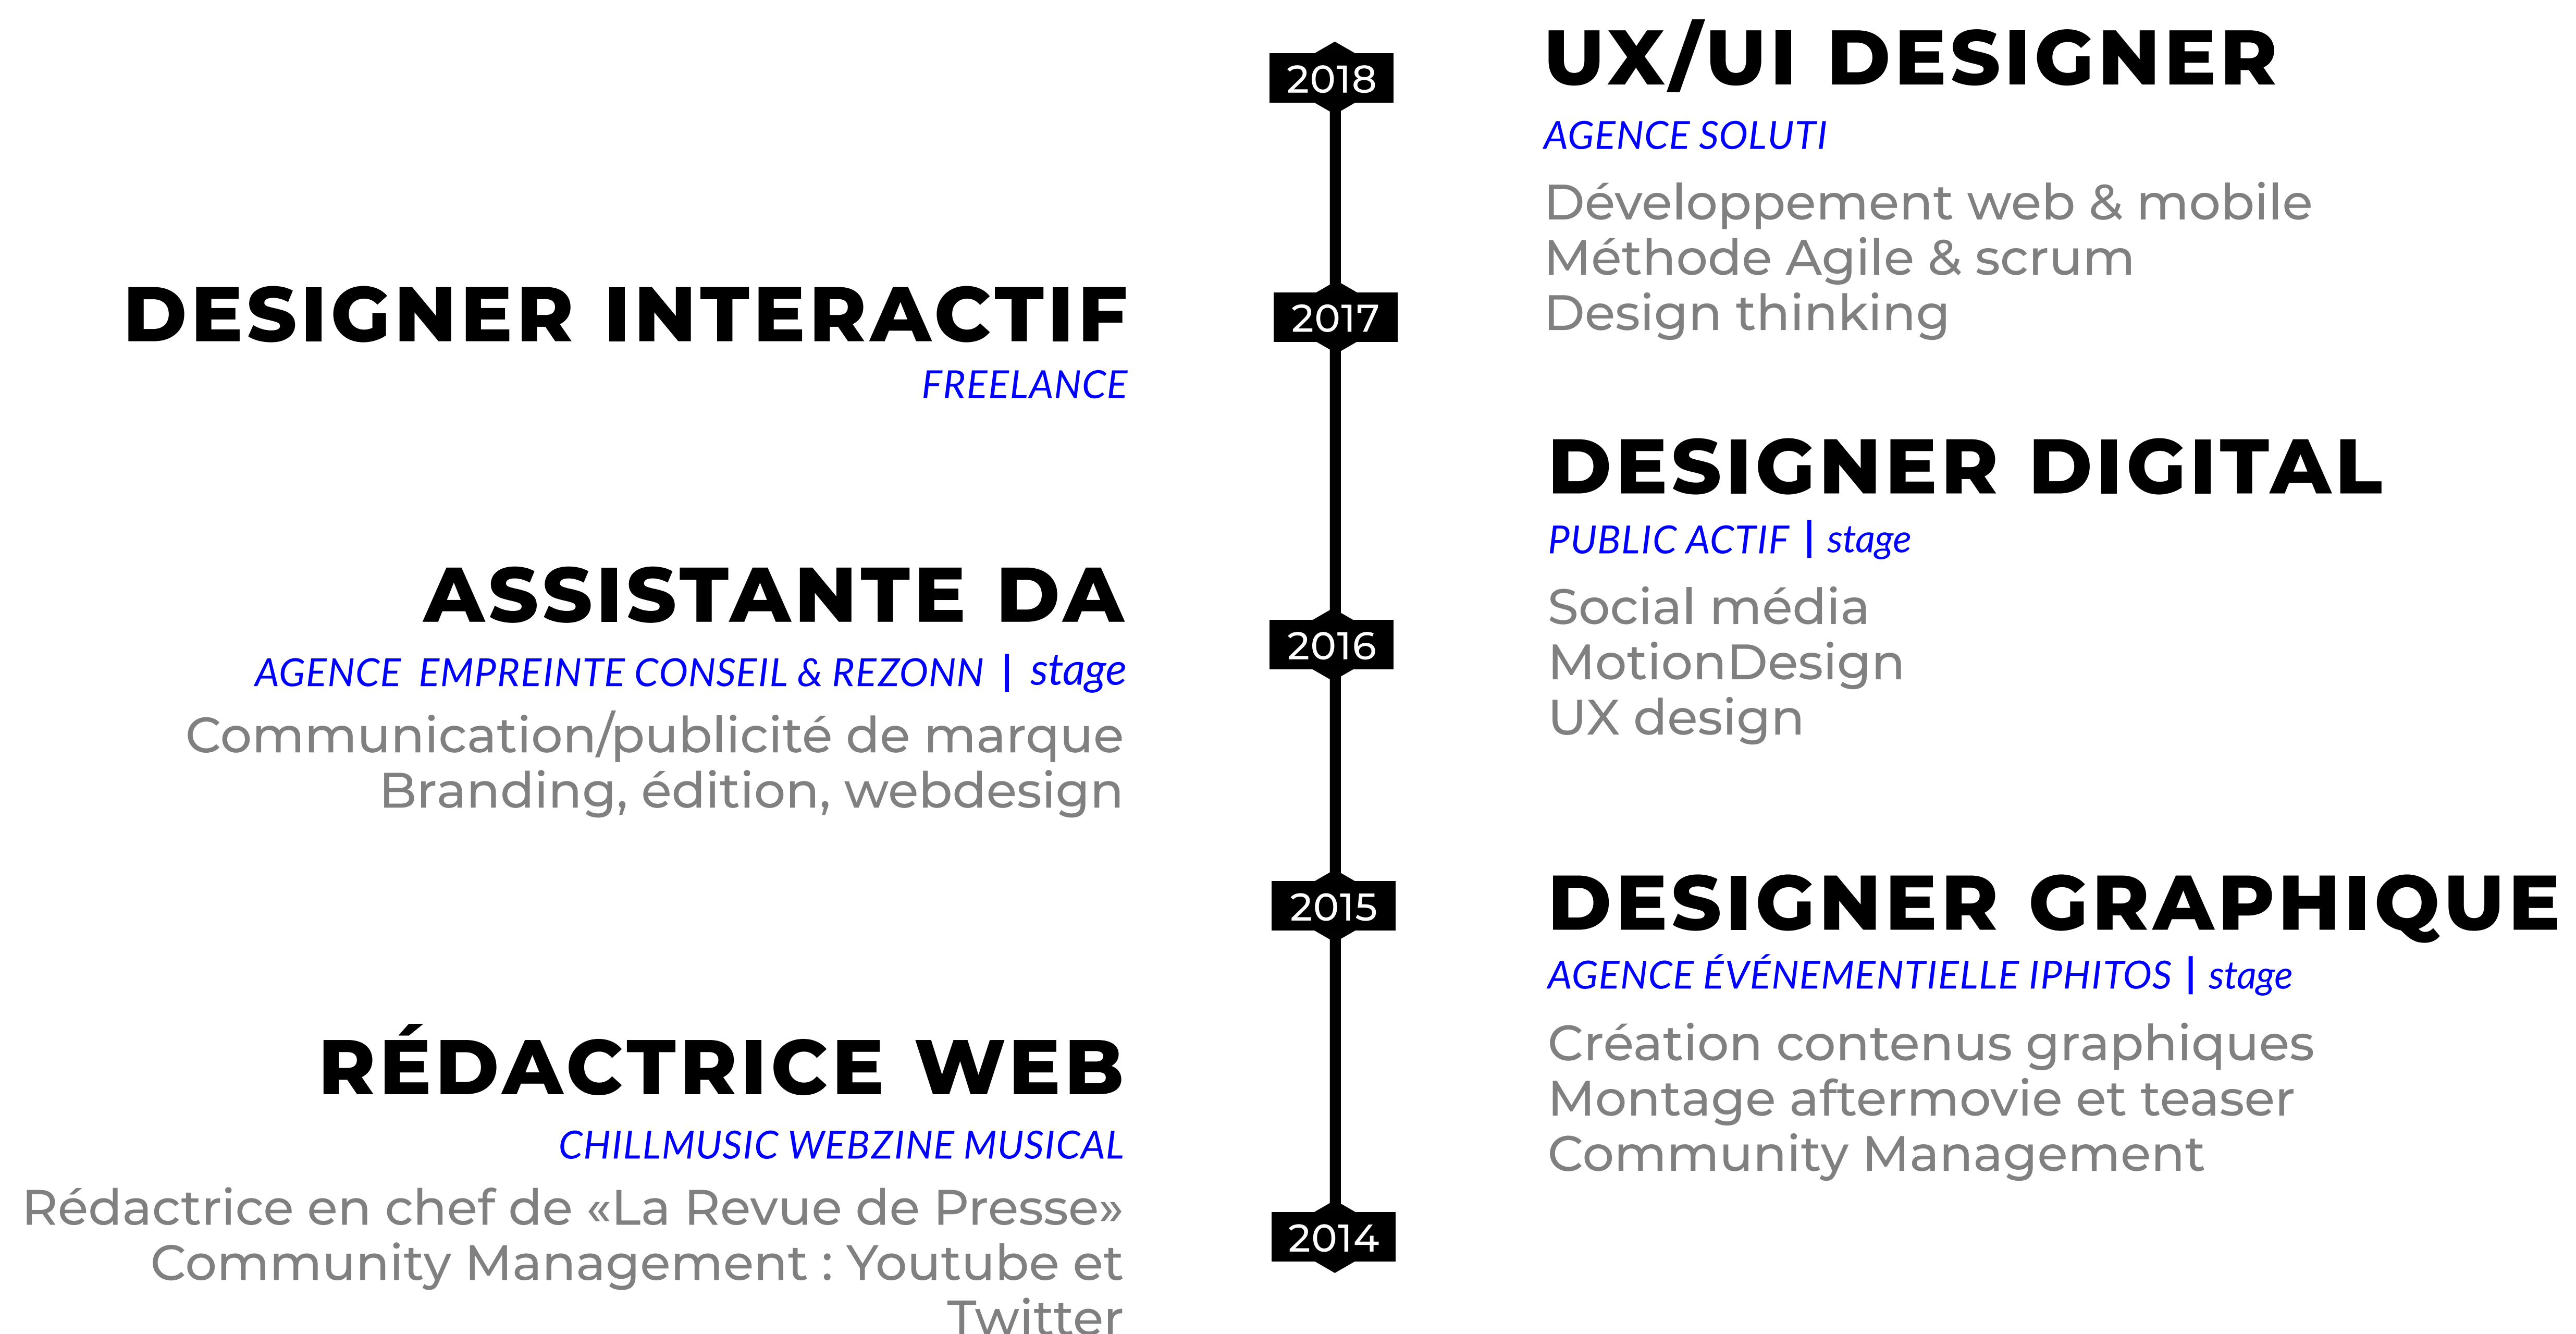 2018
UX/UI DESIGNER
AGENCE SOLUTI
Développement web & mobile
Méthode Agile & scrum
Design thinking
2017
DESIGNER INTERACTIF
FREELANCE
DESIGNER DIGITAL
PUBLIC ACTIF | stage
Social média
MotionDesign
UX design
2016
ASSISTANTE DA
AGENCE EMPREINTE CONSEIL & REZONN | stage
Communication/publicité de marque
Branding, édition, webdesign
2015
DESIGNER GRAPHIQUE
AGENCE ÉVÉNEMENTIELLE IPHITOS | stage
Création contenus graphiques
Montage aftermovie et teaser
Community Management
RÉDACTRICE WEB
CHILLMUSIC WEBZINE MUSICAL
Rédactrice en chef de «La Revue de Presse»
Community Management : Youtube et
Twitter
2014